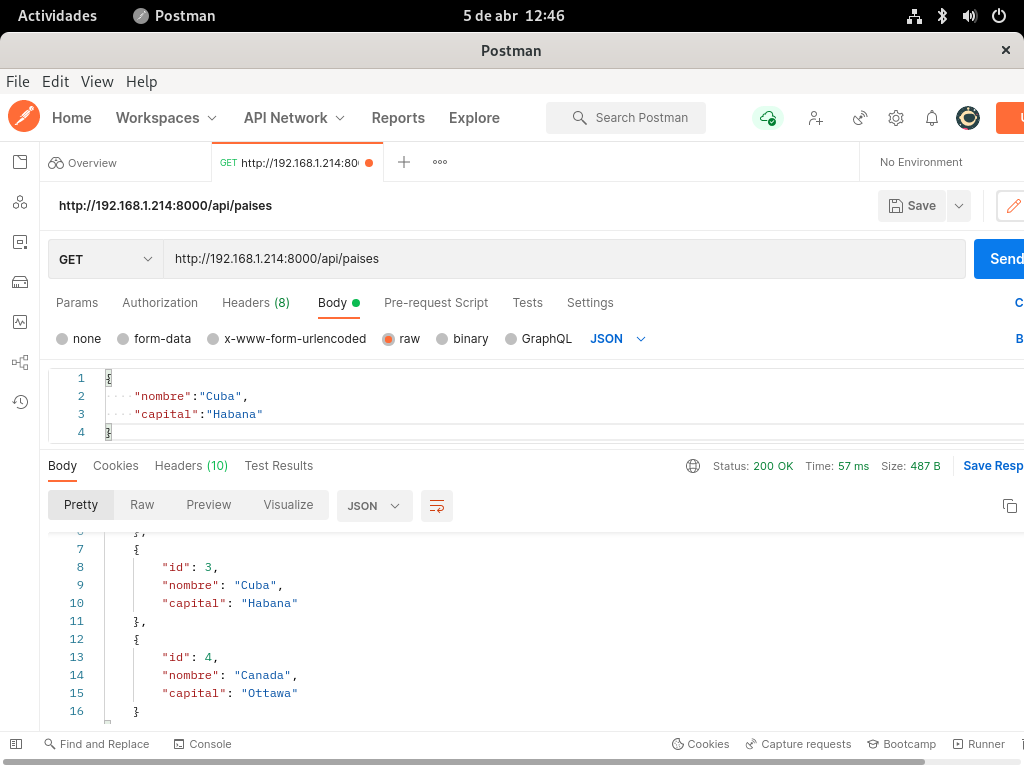 Actividades Postman 5 de abr 12:46
Postman
File Edit View Help
Home Workspaces API Network Reports Explore Search Postman
Overview GET http://192.168.1.214:80 No Environment
http://192.168.1.214:8000/api/paises Save
GET http://192.168.1.214:8000/api/paises Send
Params Authorization Headers (8) Body Pre-request Script Tests Settings C
none form-data x-www-form-urlencoded raw binary GraphQL JSON B
1 {
2 "nombre":"Cuba",
3 "capital":"Habana"
4 }
Body Cookies Headers (10) Test Results Status: 200 OK Time: 57 ms Size: 487 B Save Resp
Pretty Raw Preview Visualize JSON
6 },
7 {
8 "id": 3,
9 "nombre": "Cuba",
10 "capital": "Habana"
11 },
12 {
13 "id": 4,
14 "nombre": "Canada",
15 "capital": "Ottawa"
16 }
Find and Replace Console Cookies Capture requests Bootcamp Runner